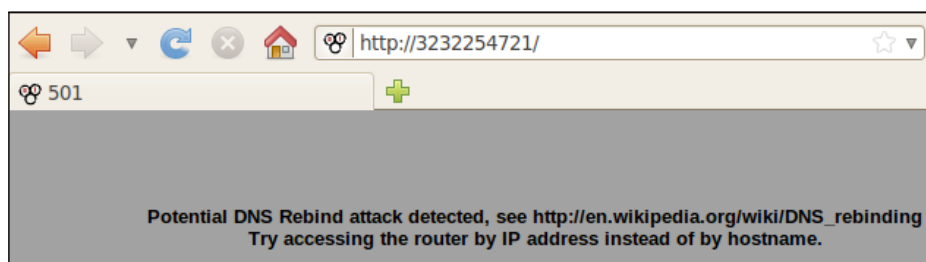 http://3232254721/
501
Potential DNS Rebind attack detected, see http://en.wikipedia.org/wiki/DNS_rebinding
Try accessing the router by IP address instead of by hostname.